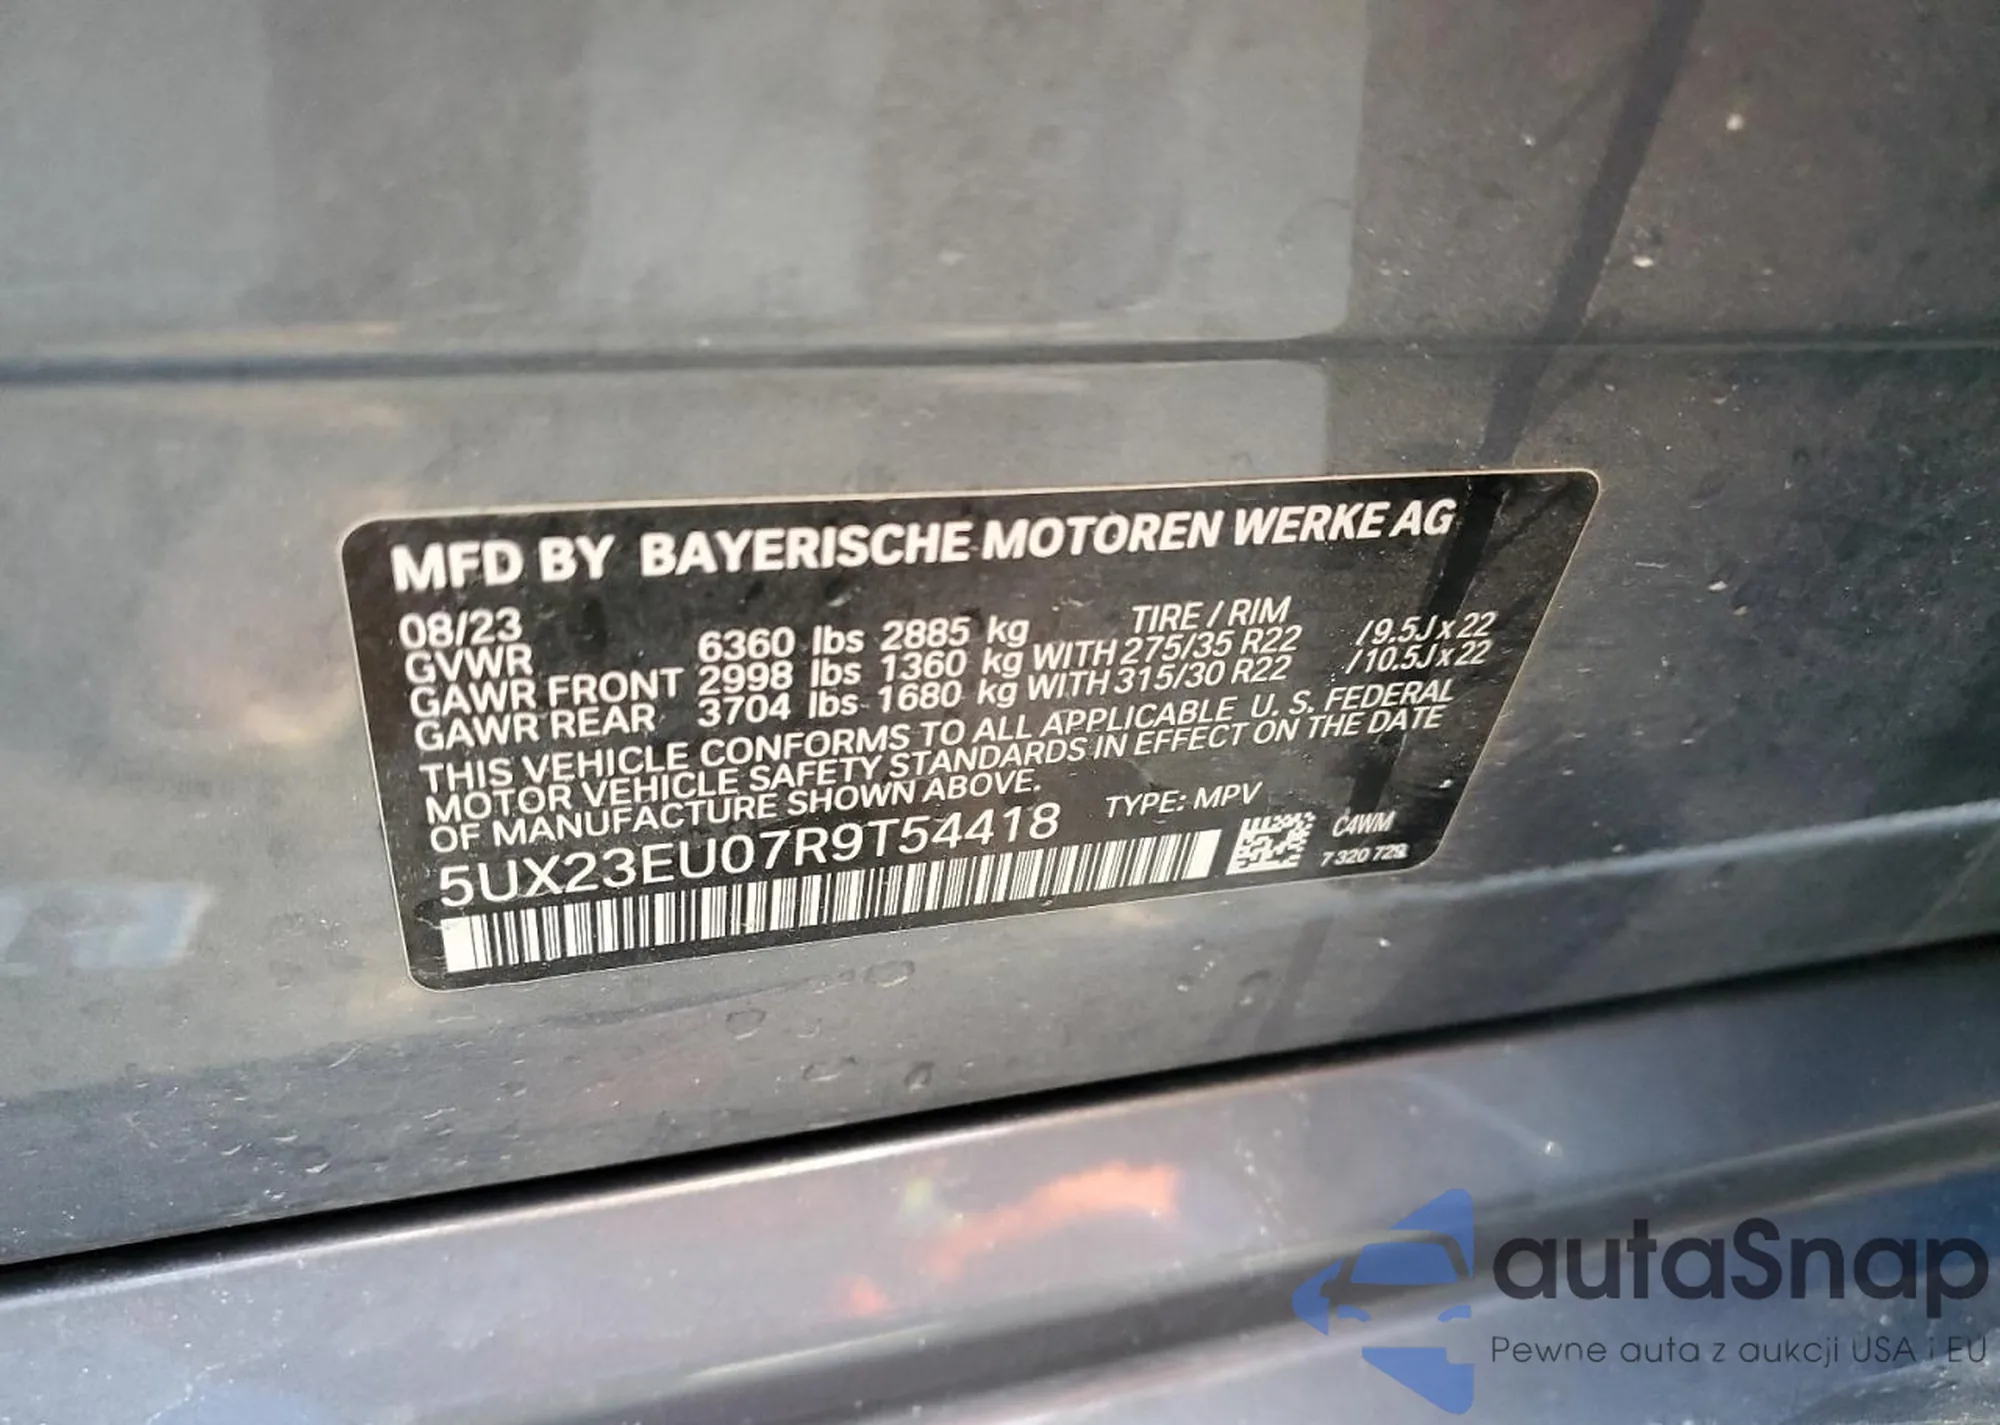 MFD BY BAYERISCHE MOTOREN WERKE AG
08/23 TIRE / RIM
GVWR 6360 lbs 2885 kg
GAWR FRONT 2998 lbs 1360 kg WITH 275/35 R22 /9.5J x 22
GAWR REAR 3704 lbs 1680 kg WITH 315/30 R22 /10.5J x 22
THIS VEHICLE CONFORMS TO ALL APPLICABLE U. S. FEDERAL
MOTOR VEHICLE SAFETY STANDARDS IN EFFECT ON THE DATE
OF MANUFACTURE SHOWN ABOVE.
5UX23EU07R9T54418 TYPE: MPV
C4WM
7 320 729
autaSnap
Pewne auta z aukcji USA i EU